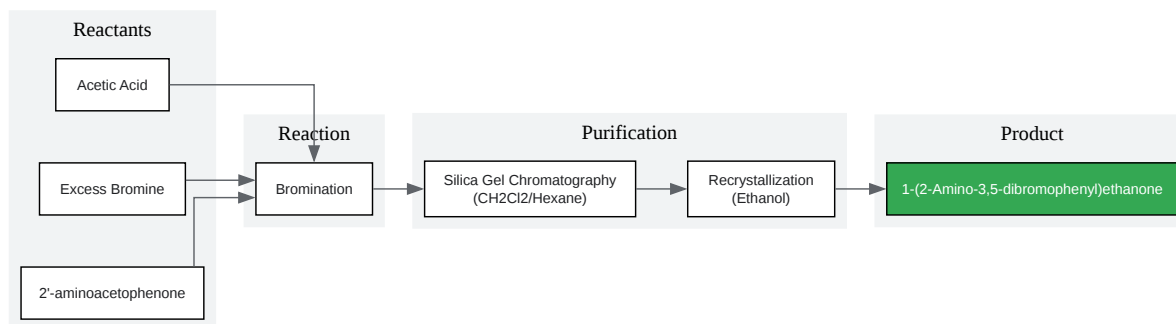 Reactants
Acetic Acid
Excess Bromine
2'-aminoacetophenone
Reaction
Bromination
Purification
Silica Gel Chromatography
(CH2Cl2/Hexane)
Recrystallization
(Ethanol)
Product
1-(2-Amino-3,5-dibromophenyl)ethanone